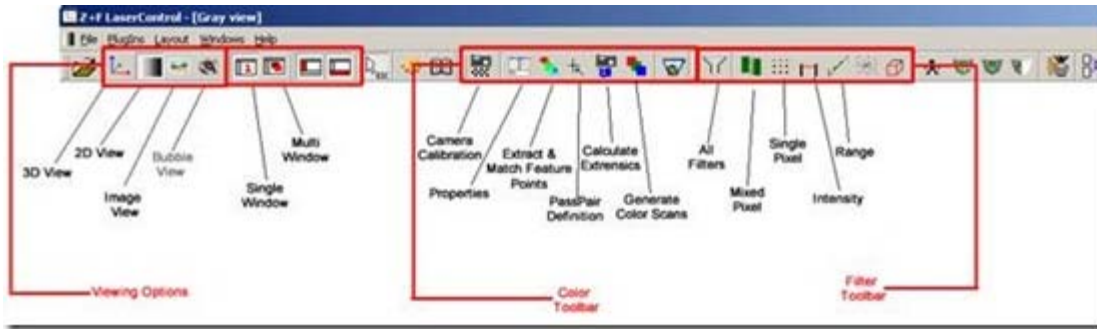 Z+F LaserControl - [Gray view]
File PlugIns Layout Windows Help
3D View
2D View
Image View
Bubble View
Single Window
Multi Window
Camera Calibration
Properties
Extract & Match Feature Points
PassPair Definition
Calculate Extrensics
Generate Color Scans
All Filters
Mixed Pixel
Single Pixel
Intensity
Range
Viewing Options
Color Toolbar
Filter Toolbar